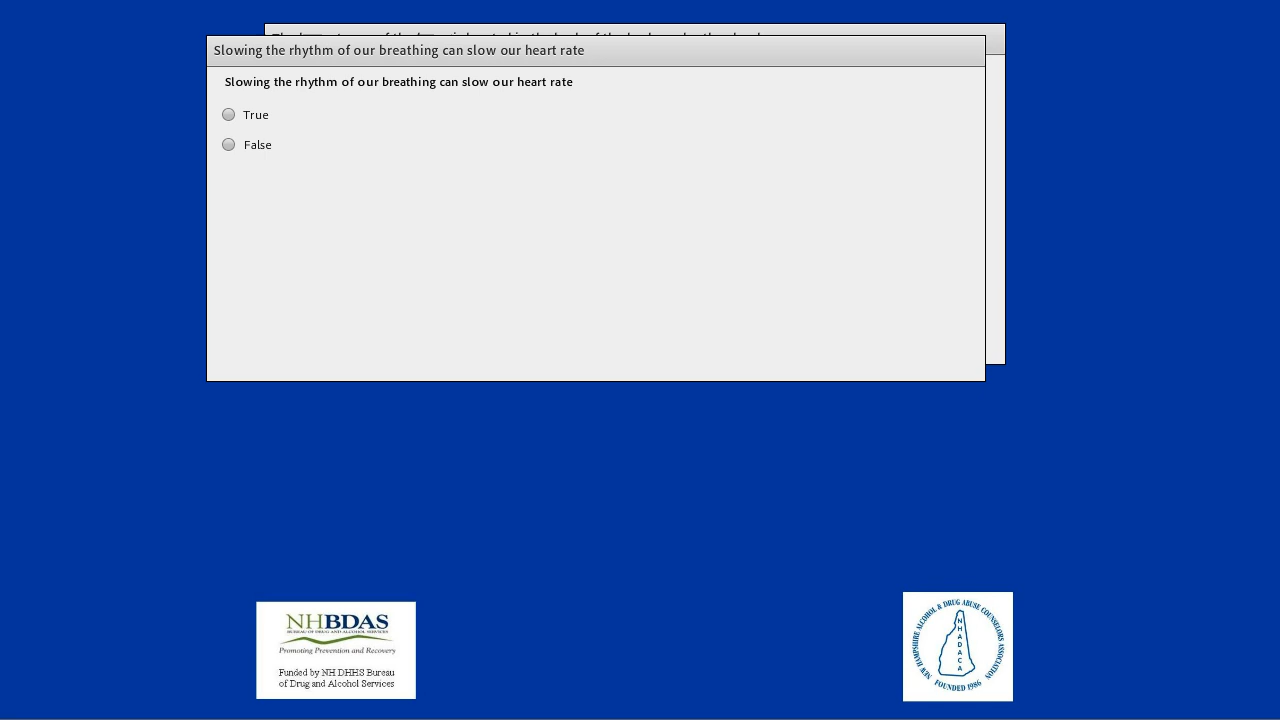 Slowing the rhythm of our breathing can slow our heart rate
Slowing the rhythm of our breathing can slow our heart rate
True
False
NHBDAS
BUREAU OF DRUG AND ALCOHOL SERVICES
Promoting Prevention and Recovery
Funded by NH DHHS Bureau
of Drug and Alcohol Services
NEW HAMPSHIRE ALCOHOL & DRUG ABUSE COUNSELORS ASSOCIATION
NHADACA
FOUNDED 1986